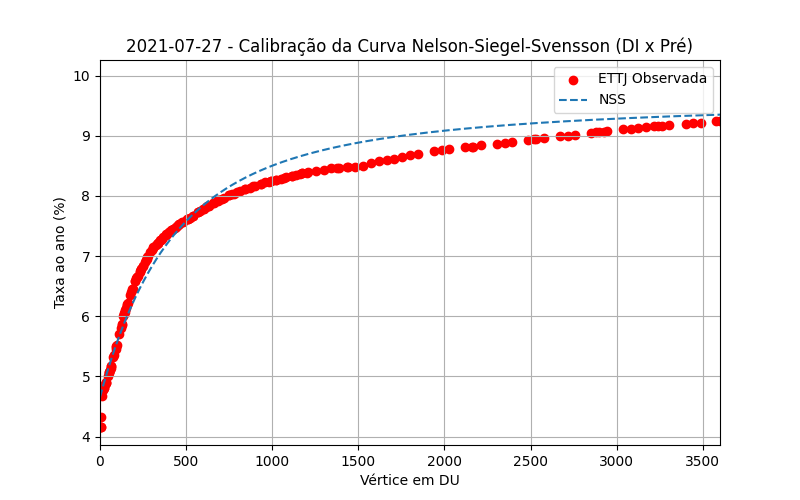 2021-07-27 - Calibração da Curva Nelson-Siegel-Svensson (DI x Pré)
ETTJ Observada
NSS
Taxa ao ano (%)
10
9
8
7
6
5
4
0 500 1000 1500 2000 2500 3000 3500
Vértice em DU